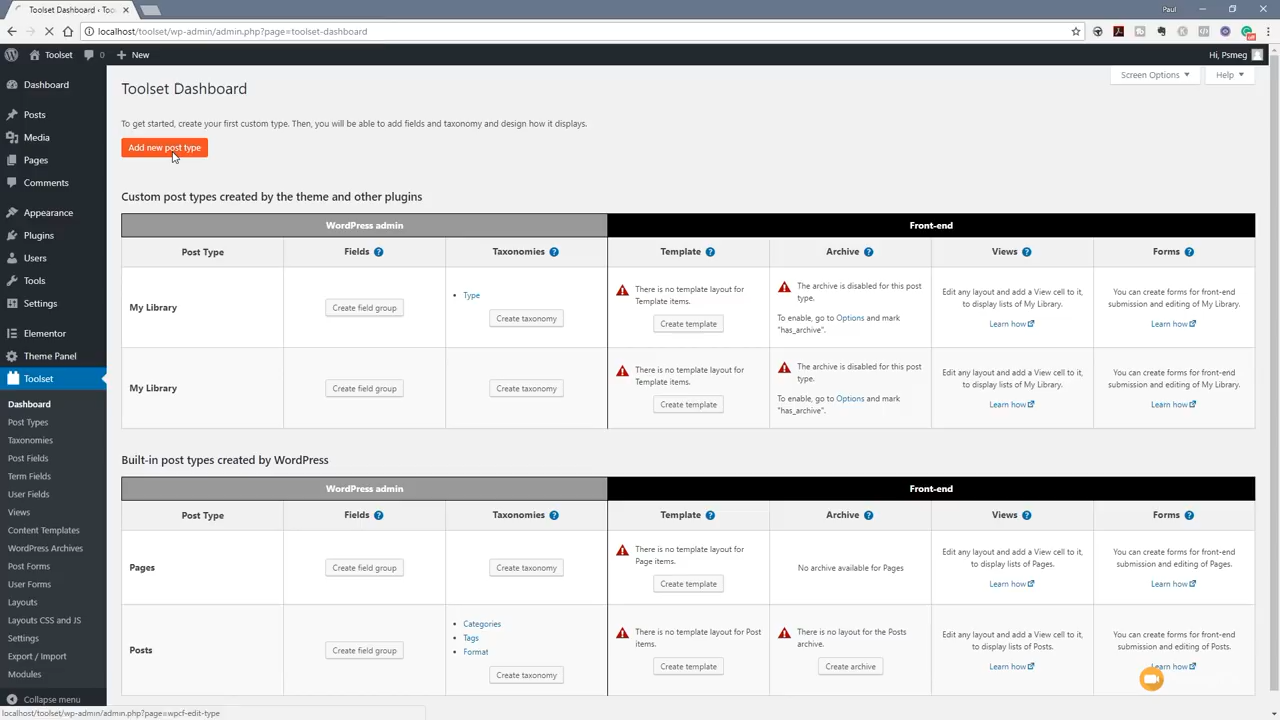 Toolset Dashboard ‹ Too
Paul
localhost/toolset/wp-admin/admin.php?page=toolset-dashboard
Toolset
0
New
Hi, Psmeg
Dashboard
Posts
Media
Pages
Comments
Appearance
Plugins
Users
Tools
Settings
Elementor
Theme Panel
Toolset
Dashboard
Post Types
Taxonomies
Post Fields
Term Fields
User Fields
Views
Content Templates
WordPress Archives
Post Forms
User Forms
Layouts
Layouts CSS and JS
Settings
Export / Import
Modules
Collapse menu
Screen Options
Help
Toolset Dashboard
To get started, create your first custom type. Then, you will be able to add fields and taxonomy and design how it displays.
Add new post type
Custom post types created by the theme and other plugins
WordPress admin
Front-end
Post Type
Fields
Taxonomies
Template
Archive
Views
Forms
My Library
Create field group
Type
Create taxonomy
There is no template layout for
Template items.
Create template
The archive is disabled for this post
type.
To enable, go to Options and mark
"has_archive".
Edit any layout and add a View cell to it,
to display lists of My Library.
Learn how
You can create forms for front-end
submission and editing of My Library.
Learn how
My Library
Create field group
Create taxonomy
There is no template layout for
Template items.
Create template
The archive is disabled for this post
type.
To enable, go to Options and mark
"has_archive".
Edit any layout and add a View cell to it,
to display lists of My Library.
Learn how
You can create forms for front-end
submission and editing of My Library.
Learn how
Built-in post types created by WordPress
WordPress admin
Front-end
Post Type
Fields
Taxonomies
Template
Archive
Views
Forms
Pages
Create field group
Create taxonomy
There is no template layout for
Page items.
Create template
No archive available for Pages
Edit any layout and add a View cell to it,
to display lists of Pages.
Learn how
You can create forms for front-end
submission and editing of Pages.
Learn how
Posts
Create field group
Categories
Tags
Format
Create taxonomy
There is no template layout for Post
items.
Create template
There is no layout for the Posts
archive.
Create archive
Edit any layout and add a View cell to it,
to display lists of Posts.
Learn how
You can create forms for front-end
submission and editing of Posts.
Learn how
localhost/toolset/wp-admin/admin.php?page=wpcf-edit-type